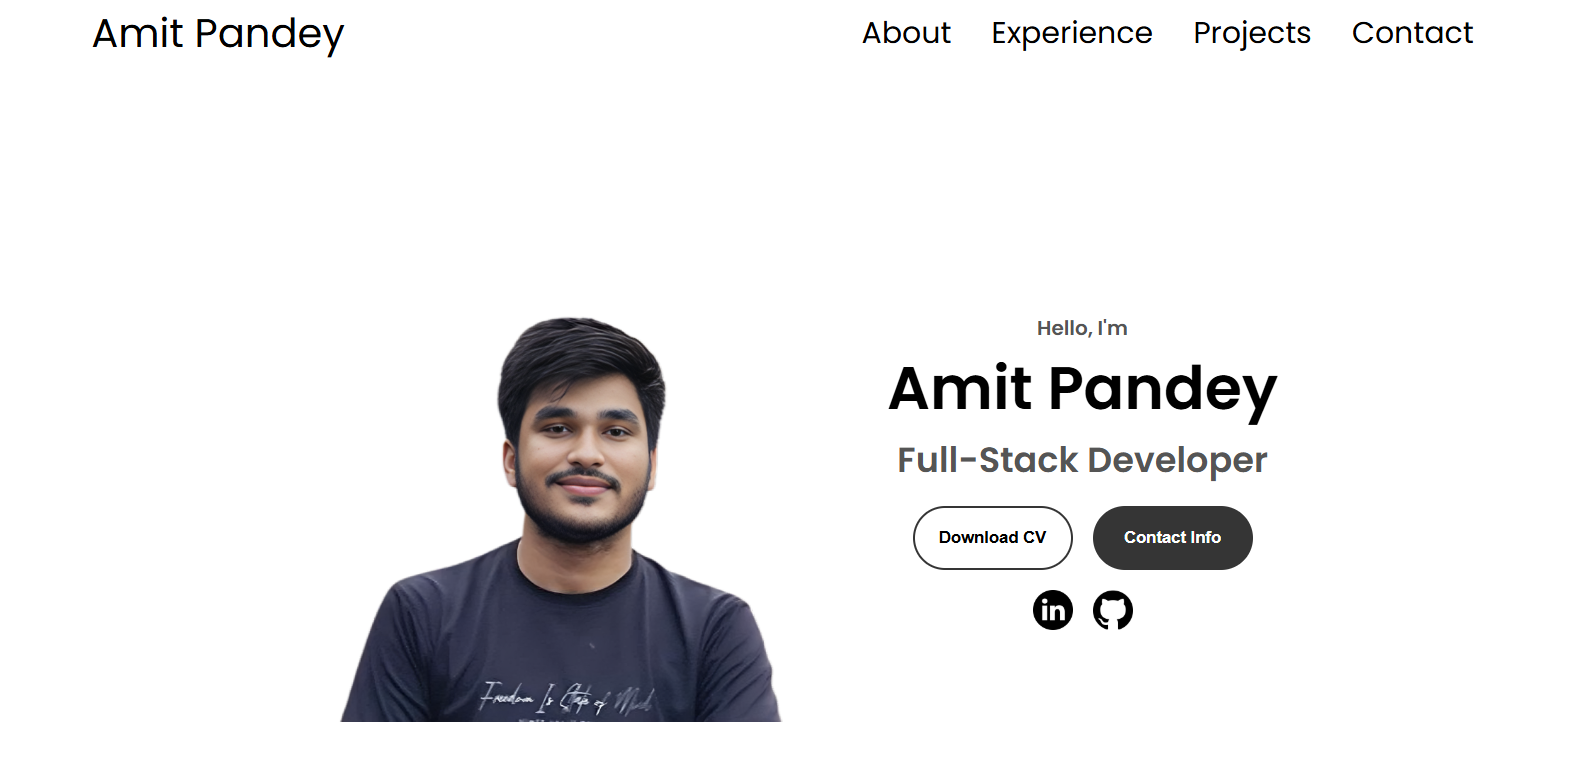 Amit Pandey
About Experience Projects Contact
Hello, I'm
Amit Pandey
Full-Stack Developer
Download CV Contact Info
in
Freedom Is State of Mind